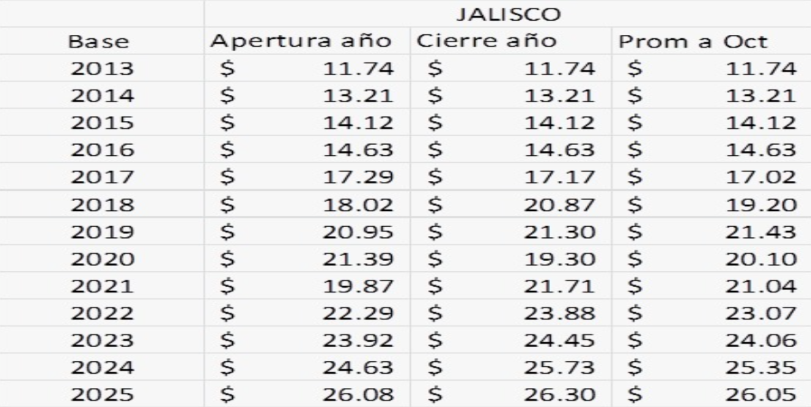 JALISCO
Base Apertura año Cierre año Prom a Oct
2013 $ 11.74 $ 11.74 $ 11.74
2014 $ 13.21 $ 13.21 $ 13.21
2015 $ 14.12 $ 14.12 $ 14.12
2016 $ 14.63 $ 14.63 $ 14.63
2017 $ 17.29 $ 17.17 $ 17.02
2018 $ 18.02 $ 20.87 $ 19.20
2019 $ 20.95 $ 21.30 $ 21.43
2020 $ 21.39 $ 19.30 $ 20.10
2021 $ 19.87 $ 21.71 $ 21.04
2022 $ 22.29 $ 23.88 $ 23.07
2023 $ 23.92 $ 24.45 $ 24.06
2024 $ 24.63 $ 25.73 $ 25.35
2025 $ 26.08 $ 26.30 $ 26.05